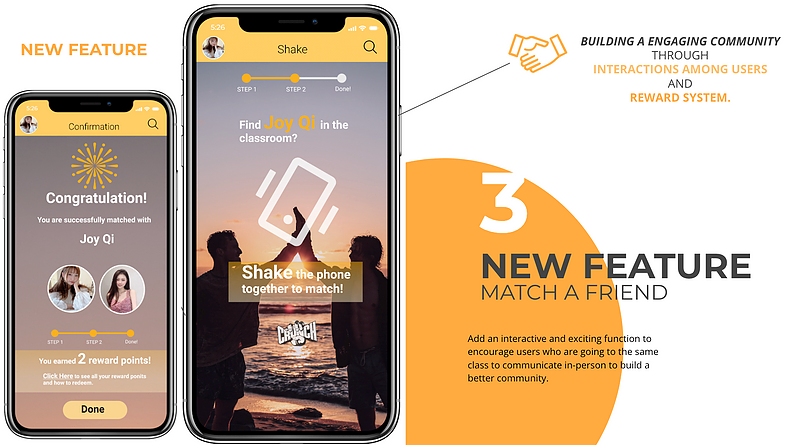 NEW FEATURE
5:26
Confirmation
Congratulation!
You are successfully matched with
Joy Qi
STEP 1
STEP 2
Done!
You earned 2 reward points!
Click Here to see all your reward points
and how to redeem.
Done
5:26
Shake
STEP 1
STEP 2
Done!
Find Joy Qi in the
classroom?
Shake the phone
together to match!
CRUNCH
BUILDING A ENGAGING COMMUNITY
THROUGH
INTERACTIONS AMONG USERS
AND
REWARD SYSTEM.
3
NEW FEATURE
MATCH A FRIEND
Add an interactive and exciting function to
encourage users who are going to the same
class to communicate in-person to build a
better community.